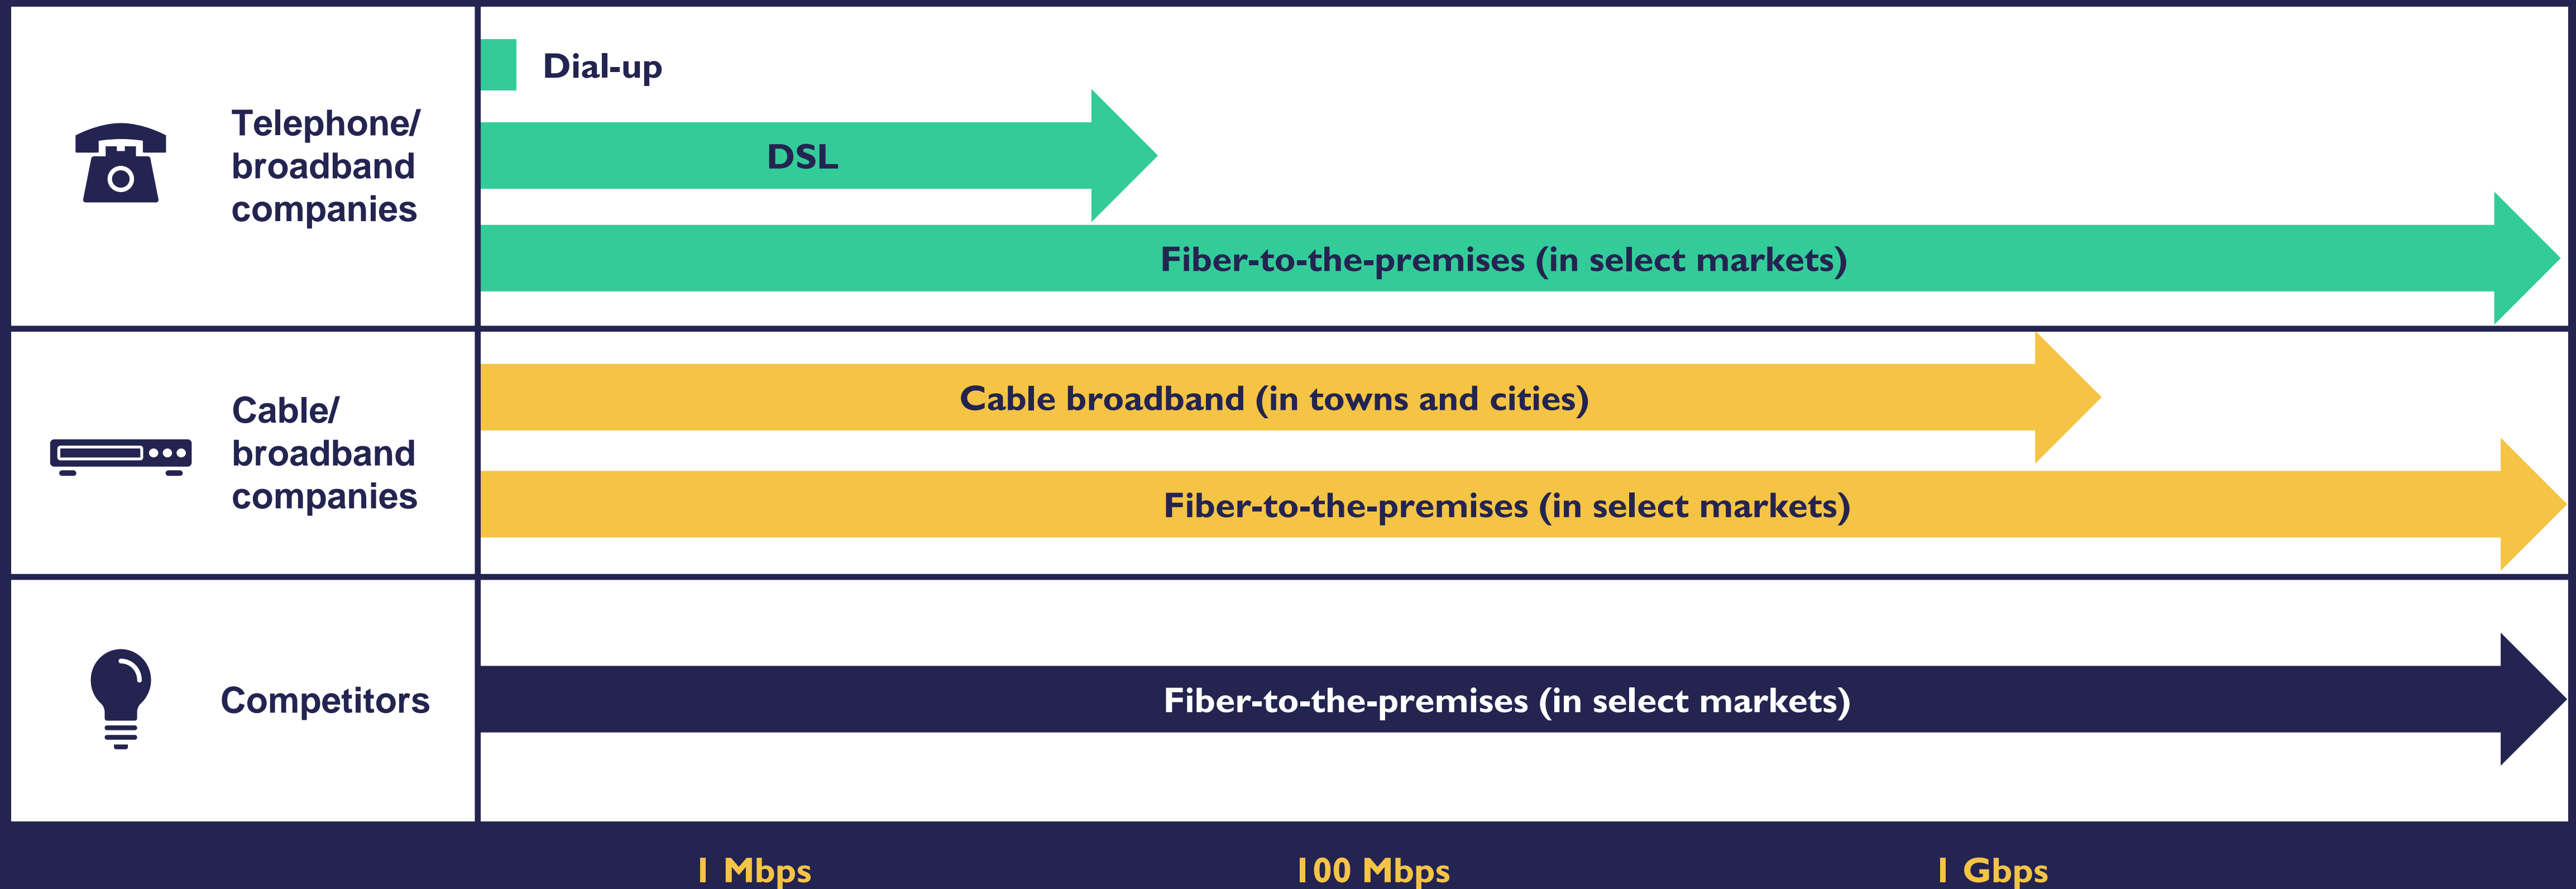 Dial-up
Telephone/
broadband
companies
DSL
Fiber-to-the-premises (in select markets)
Cable/
broadband
companies
Cable broadband (in towns and cities)
Fiber-to-the-premises (in select markets)
Competitors
Fiber-to-the-premises (in select markets)
1 Mbps
100 Mbps
1 Gbps